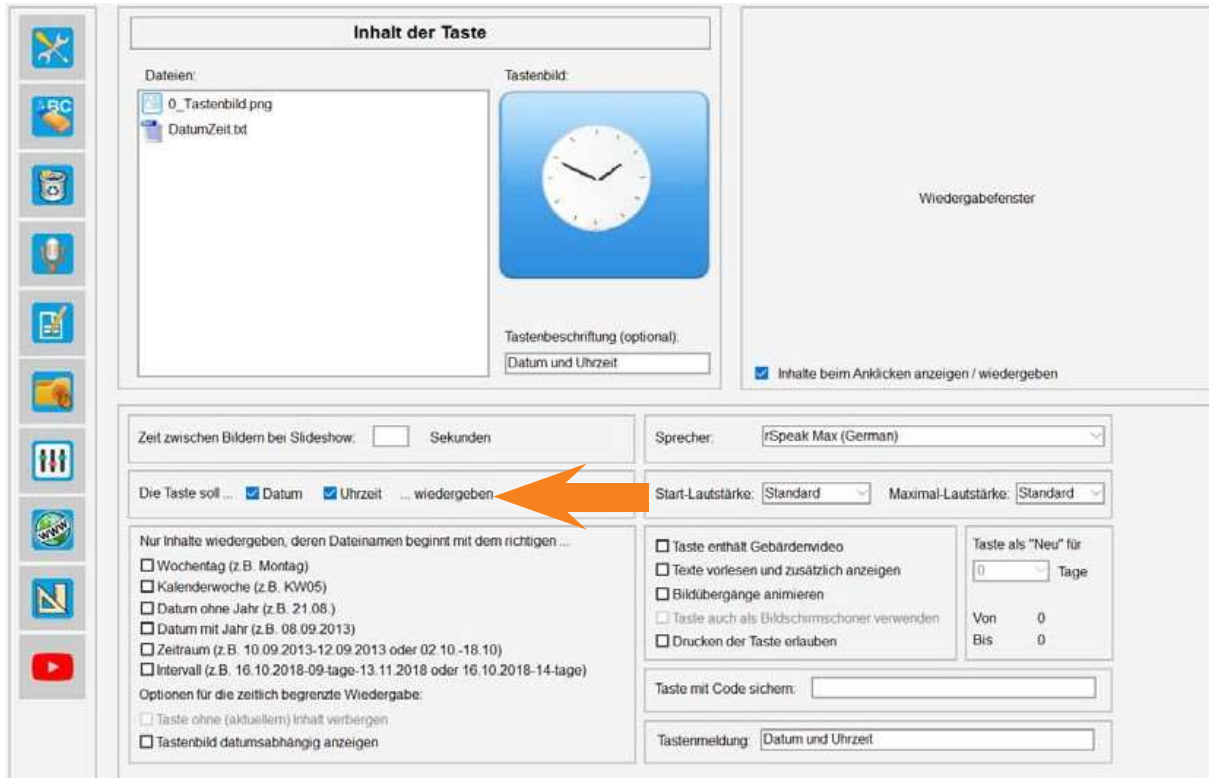 Inhalt der Taste
Dateien:
0_Tastenbild.png
DatumZeit.txt
Tastenbild:
Tastenbeschriftung (optional):
Datum und Uhrzeit
Wiedergabefenster
Inhalte beim Anklicken anzeigen / wiedergeben
ABC
WWW
Zeit zwischen Bildern bei Slideshow: Sekunden
Die Taste soll ... Datum Uhrzeit ... wiedergeben
Nur Inhalte wiedergeben, deren Dateinamen beginnt mit dem richtigen ...
Wochentag (z.B. Montag)
Kalenderwoche (z.B. KW05)
Datum ohne Jahr (z.B. 21.08.)
Datum mit Jahr (z.B. 08.09.2013)
Zeitraum (z.B. 10.09.2013-12.09.2013 oder 02.10.-18.10)
Intervall (z.B. 16.10.2018-09-tage-13.11.2018 oder 16.10.2018-14-tage)
Optionen für die zeitlich begrenzte Wiedergabe:
Taste ohne (aktuellem) Inhalt verbergen
Tastenbild datumsabhängig anzeigen
Sprecher: rSpeak Max (German)
Start-Lautstärke: Standard Maximal-Lautstärke: Standard
Taste enthält Gebärdenvideo
Texte vorlesen und zusätzlich anzeigen
Bildübergänge animieren
Taste auch als Bildschirmschoner verwenden
Drucken der Taste erlauben
Taste als "Neu" für
0 Tage
Von 0
Bis 0
Taste mit Code sichern:
Tastenmeldung: Datum und Uhrzeit